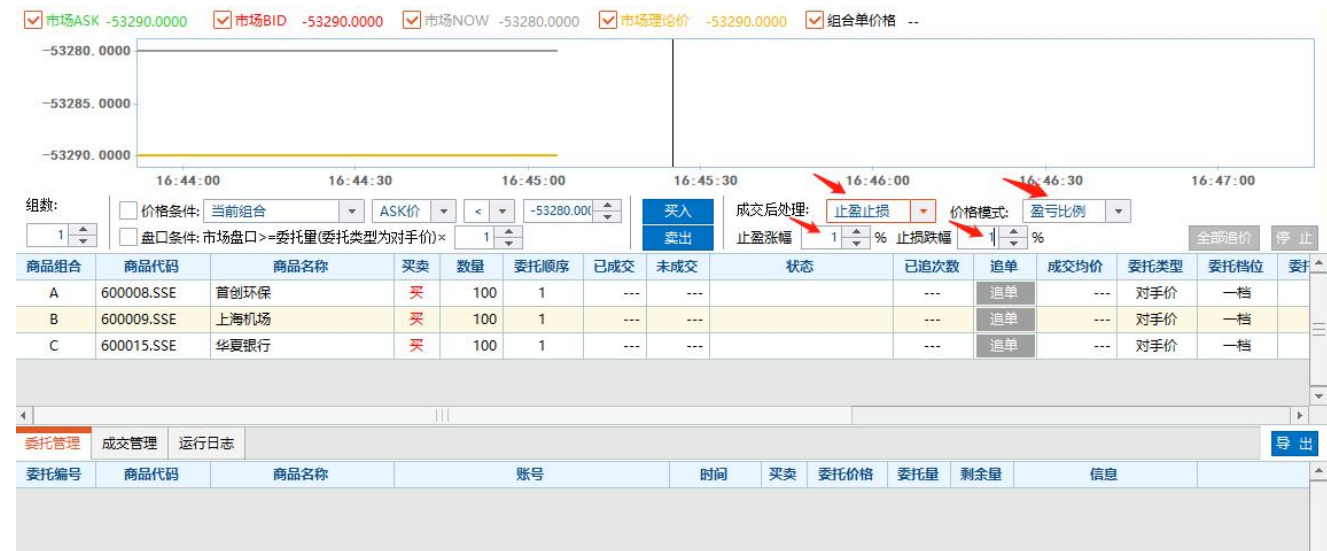 市场ASK -53290.0000 市场BID -53290.0000 市场NOW -53280.0000 市场理论价 -53290.0000 组合单价格 --
-53280.0000
-53285.0000
-53290.0000
16:44:00 16:44:30 16:45:00 16:45:30 16:46:00 16:46:30 16:47:00
组数: 价格条件: 当前组合 ASK价 < -53280.00( 买入 成交后处理: 止盈止损 价格模式: 盈亏比例
1 盘口条件: 市场盘口>=委托量(委托类型为对手价)× 1 卖出 止盈涨幅 1 % 止损跌幅 1 % 全部追价 停止
商品组合 商品代码 商品名称 买卖 数量 委托顺序 已成交 未成交 状态 已追次数 追单 成交均价 委托类型 委托档位 委托
A 600008.SSE 首创环保 买 100 1 --- --- --- 追单 --- 对手价 一档
B 600009.SSE 上海机场 买 100 1 --- --- --- 追单 --- 对手价 一档
C 600015.SSE 华夏银行 买 100 1 --- --- --- 追单 --- 对手价 一档
委托管理 成交管理 运行日志 导出
委托编号 商品代码 商品名称 账号 时间 买卖 委托价格 委托量 剩余量 信息